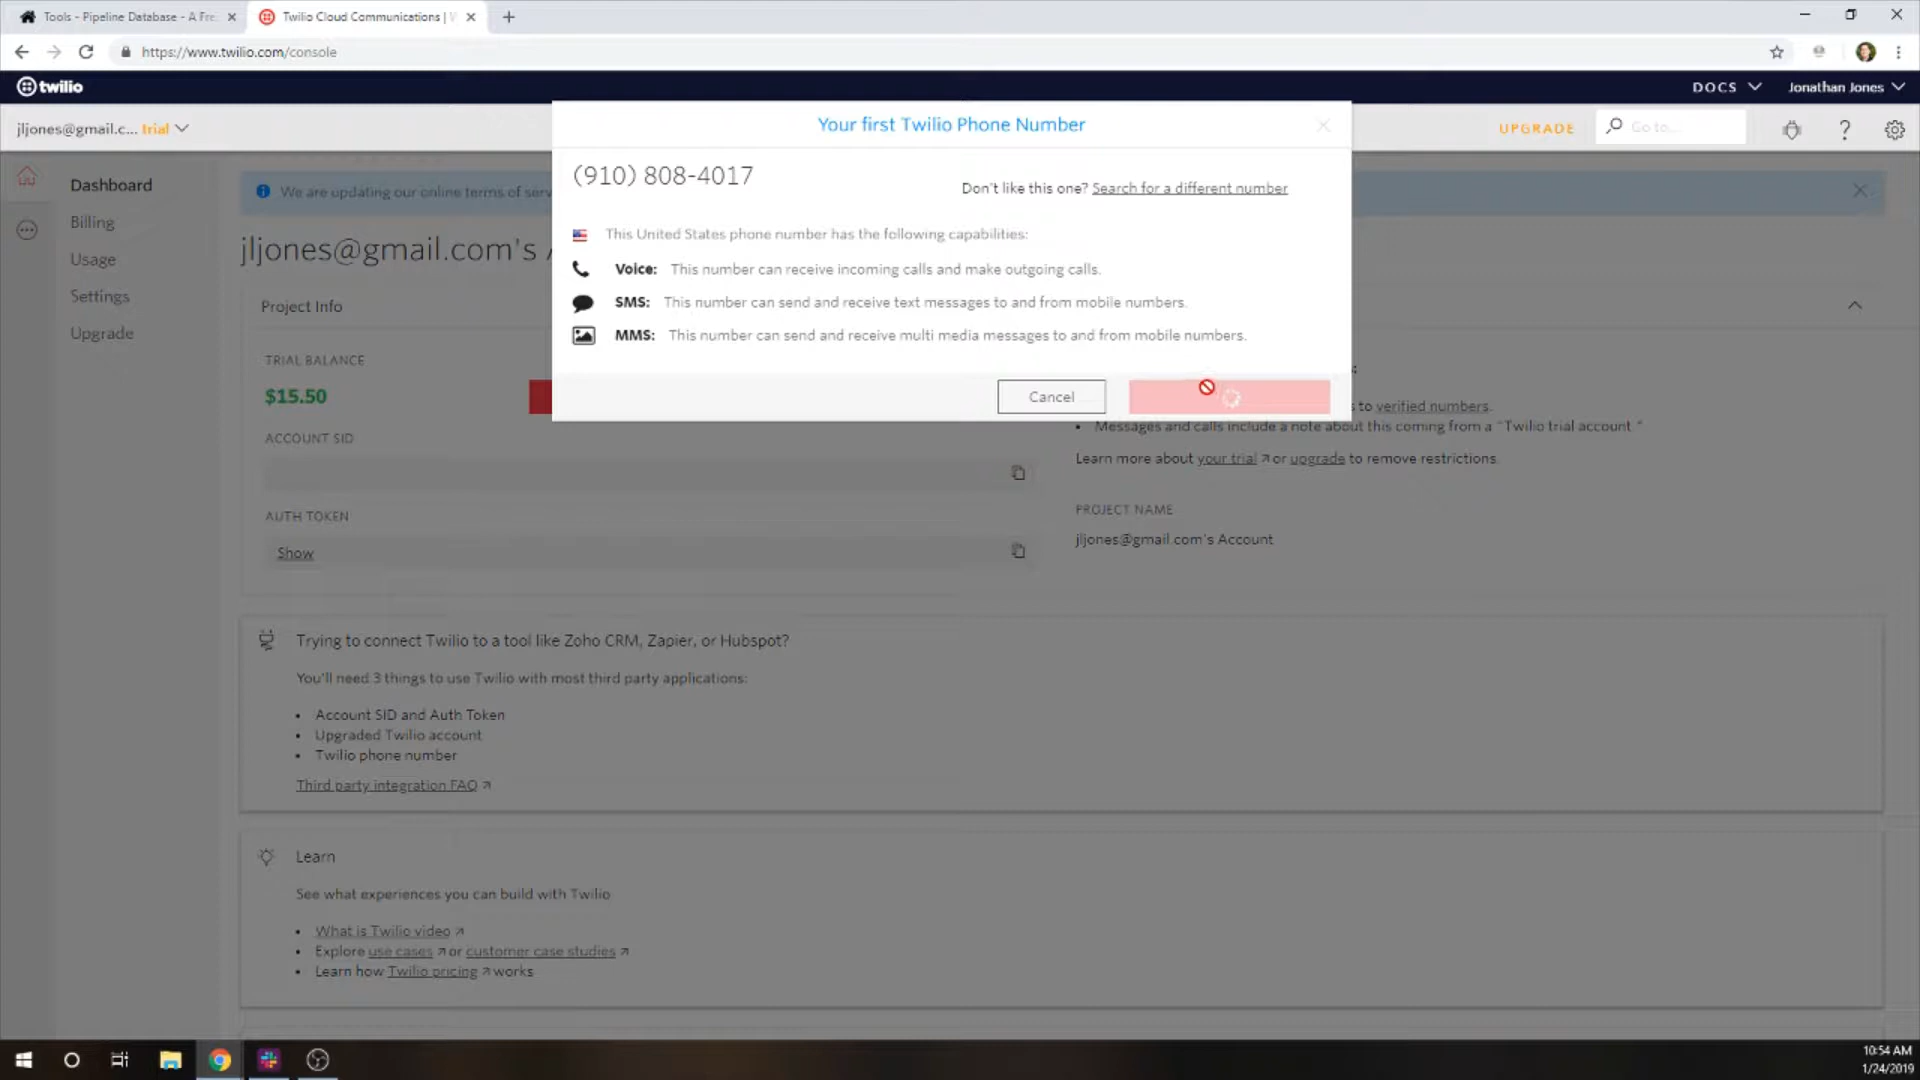 Tools - Pipeline Database - A Fre
Twilio Cloud Communications | V
https://www.twilio.com/console
twilio
DOCS
Jonathan Jones
jljones@gmail.c... trial
UPGRADE
Go to...
Your first Twilio Phone Number
(910) 808-4017
Don't like this one? Search for a different number
This United States phone number has the following capabilities:
Voice: This number can receive incoming calls and make outgoing calls.
SMS: This number can send and receive text messages to and from mobile numbers.
MMS: This number can send and receive multi media messages to and from mobile numbers.
Cancel
Dashboard
Billing
Usage
Settings
Upgrade
We are updating our online terms of serv
jljones@gmail.com's A
Project Info
TRIAL BALANCE
$15.50
ACCOUNT SID
AUTH TOKEN
Show
s to verified numbers.
• Messages and calls include a note about this coming from a "Twilio trial account."
Learn more about your trial or upgrade to remove restrictions.
PROJECT NAME
jljones@gmail.com's Account
Trying to connect Twilio to a tool like Zoho CRM, Zapier, or Hubspot?
You'll need 3 things to use Twilio with most third party applications:
• Account SID and Auth Token
• Upgraded Twilio account
• Twilio phone number
Third party integration FAQ
Learn
See what experiences you can build with Twilio
• What is Twilio video
• Explore use cases or customer case studies
• Learn how Twilio pricing works
10:54 AM
1/24/2019